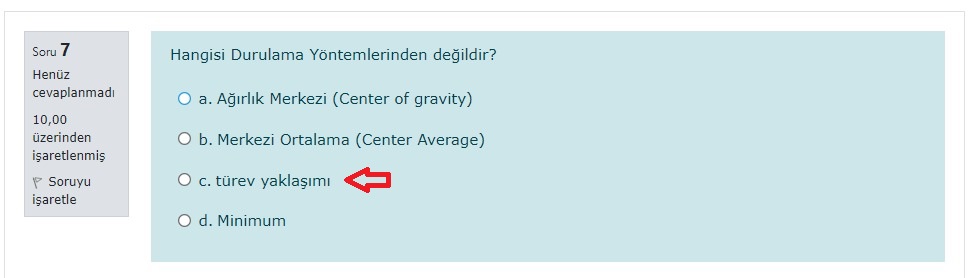 Soru 7
Henüz
cevaplanmadı
10,00
üzerinden
işaretlenmiş
Soruyu
işaretle
Hangisi Durulama Yöntemlerinden değildir?
a. Ağırlık Merkezi (Center of gravity)
b. Merkezi Ortalama (Center Average)
c. türev yaklaşımı
d. Minimum